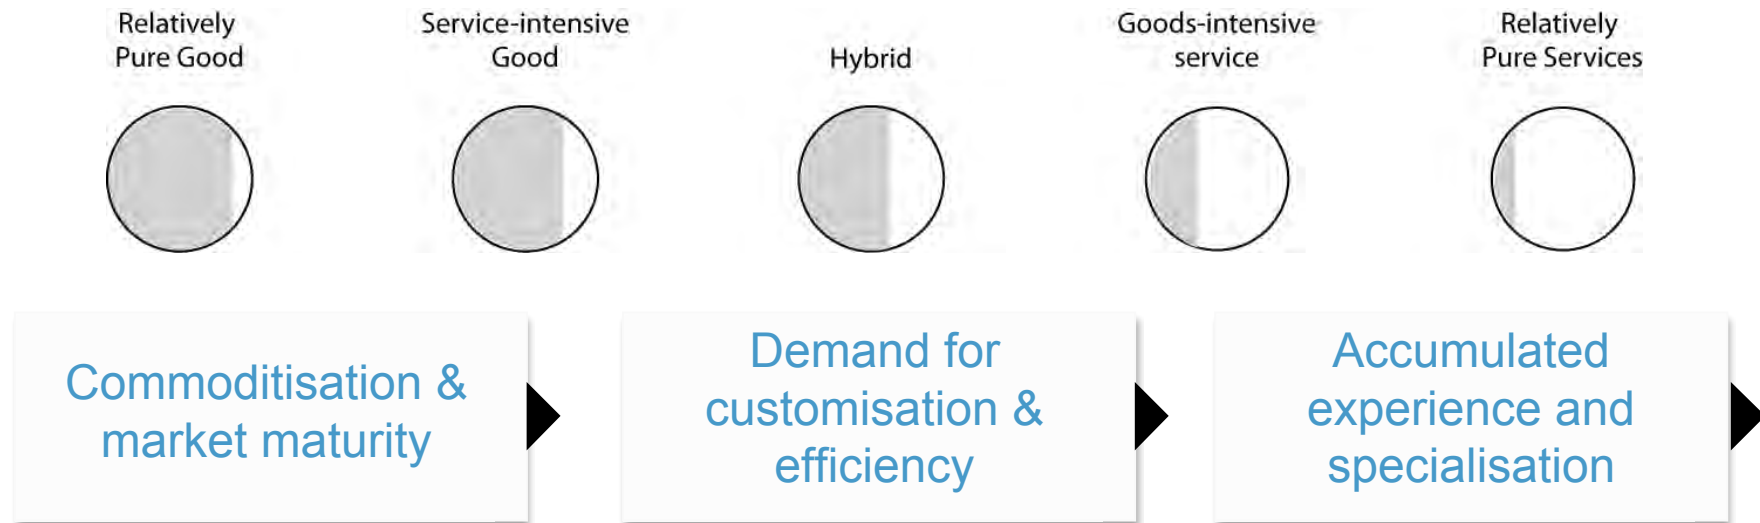 Relatively
Pure Good
Service-intensive
Good
Hybrid
Goods-intensive
service
Relatively
Pure Services
Commoditisation &
market maturity
Demand for
customisation &
efficiency
Accumulated
experience and
specialisation